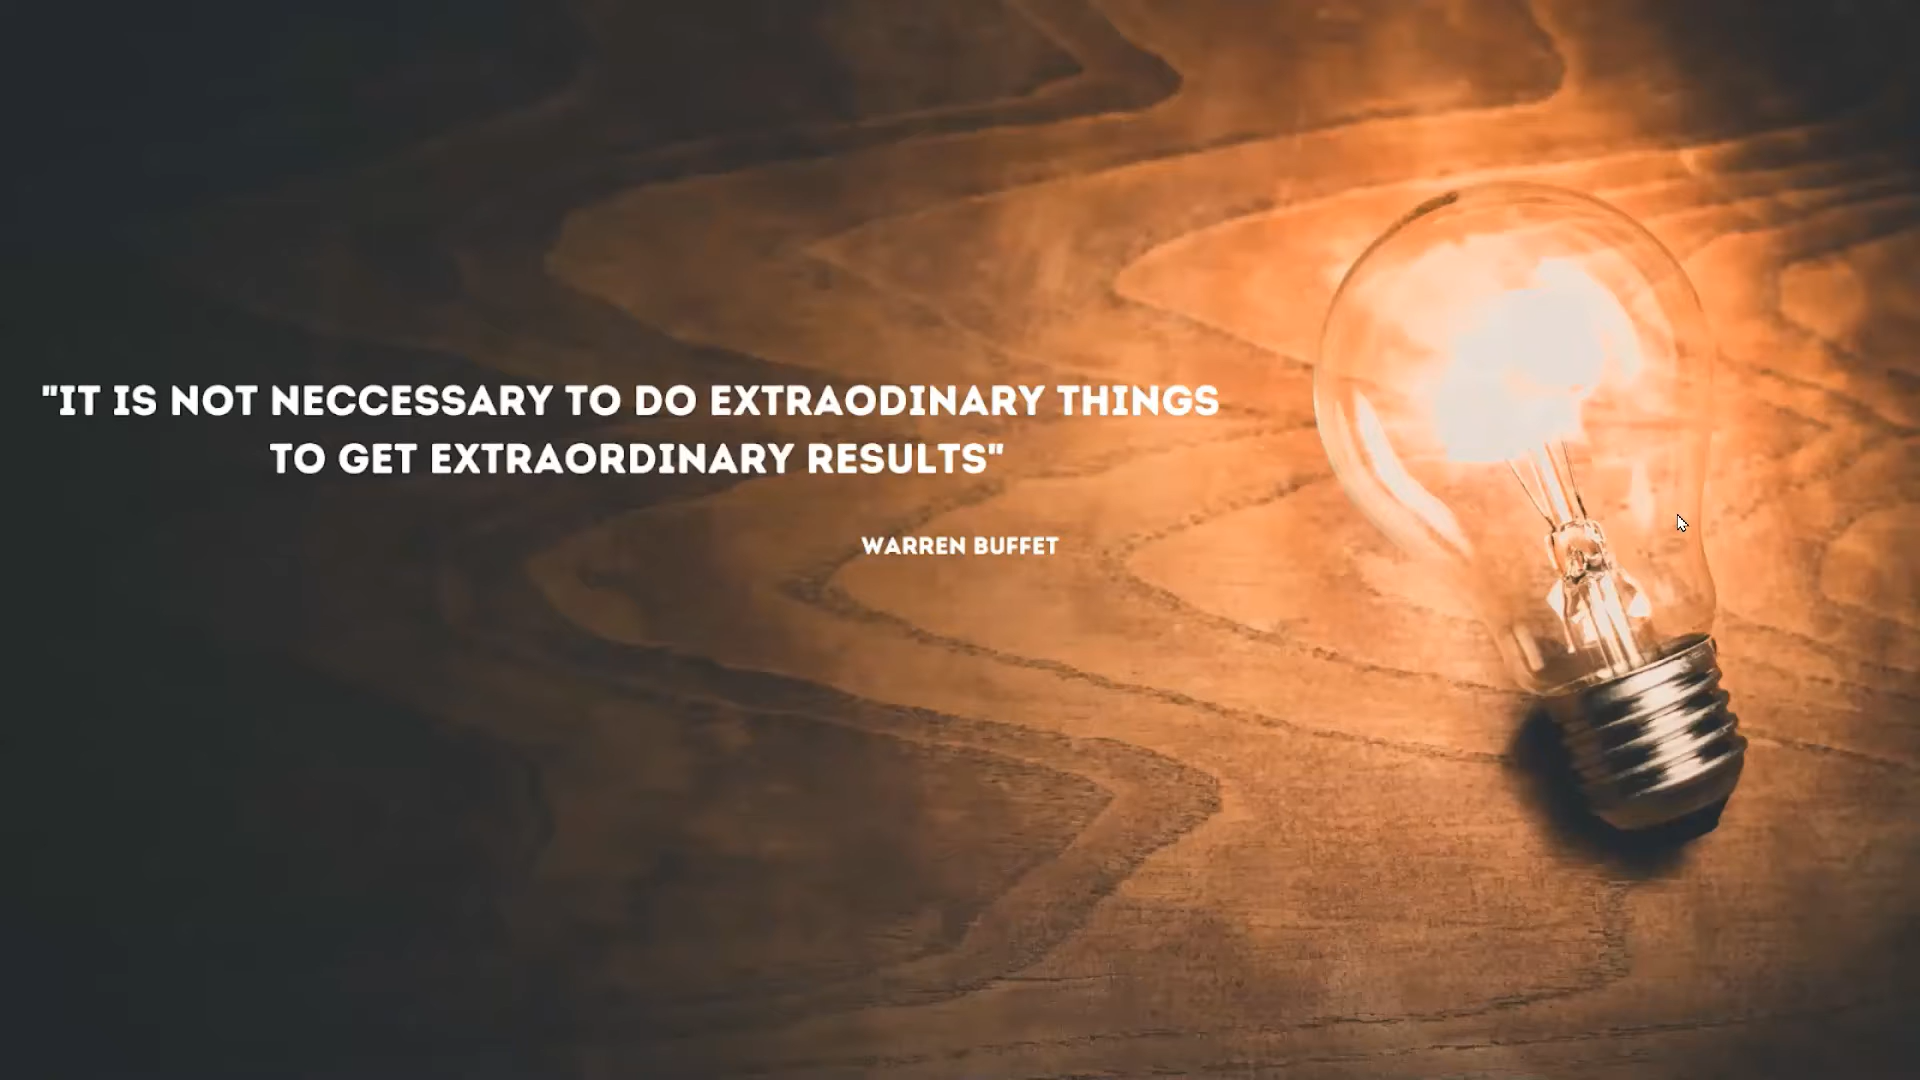 "IT IS NOT NECCESSARY TO DO EXTRAODINARY THINGS
TO GET EXTRAORDINARY RESULTS"
WARREN BUFFET